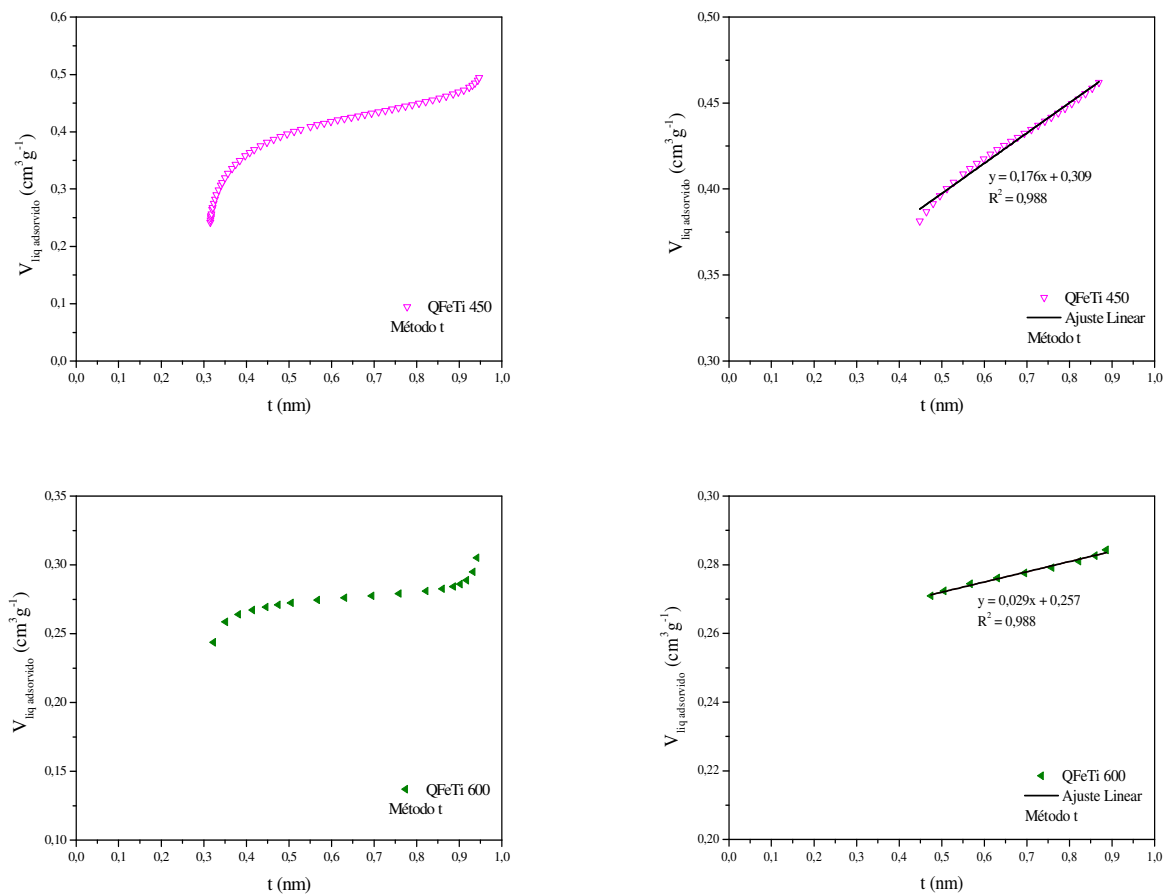 0,6
0,5
0,4
0,3
0,2
0,1
0,0
V liq adsorvido (cm³g⁻¹)
QFeTi 450
Método t
0,0 0,1 0,2 0,3 0,4 0,5 0,6 0,7 0,8 0,9 1,0
t (nm)
0,50
0,45
0,40
0,35
0,30
V liq adsorvido (cm³g⁻¹)
y = 0,176x + 0,309
R² = 0,988
QFeTi 450
Ajuste Linear
Método t
0,0 0,1 0,2 0,3 0,4 0,5 0,6 0,7 0,8 0,9 1,0
t (nm)
0,35
0,30
0,25
0,20
0,15
0,10
V liq adsorvido (cm³g⁻¹)
QFeTi 600
Método t
0,0 0,1 0,2 0,3 0,4 0,5 0,6 0,7 0,8 0,9 1,0
t (nm)
0,30
0,28
0,26
0,24
0,22
0,20
V liq adsorvido (cm³g⁻¹)
y = 0,029x + 0,257
R² = 0,988
QFeTi 600
Ajuste Linear
Método t
0,0 0,1 0,2 0,3 0,4 0,5 0,6 0,7 0,8 0,9 1,0
t (nm)